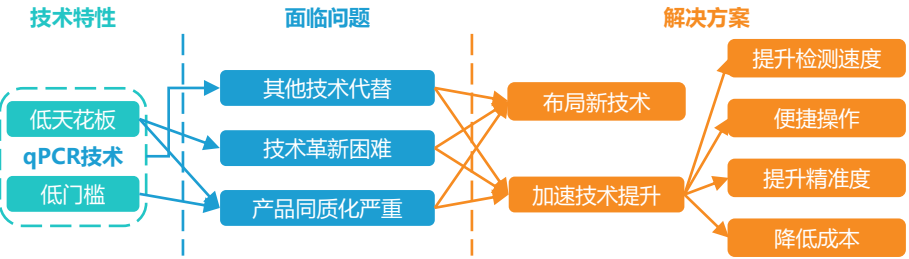 技术特性
面临问题
解决方案
低天花板
qPCR技术
低门槛
其他技术代替
技术革新困难
产品同质化严重
布局新技术
加速技术提升
提升检测速度
便捷操作
提升精准度
降低成本